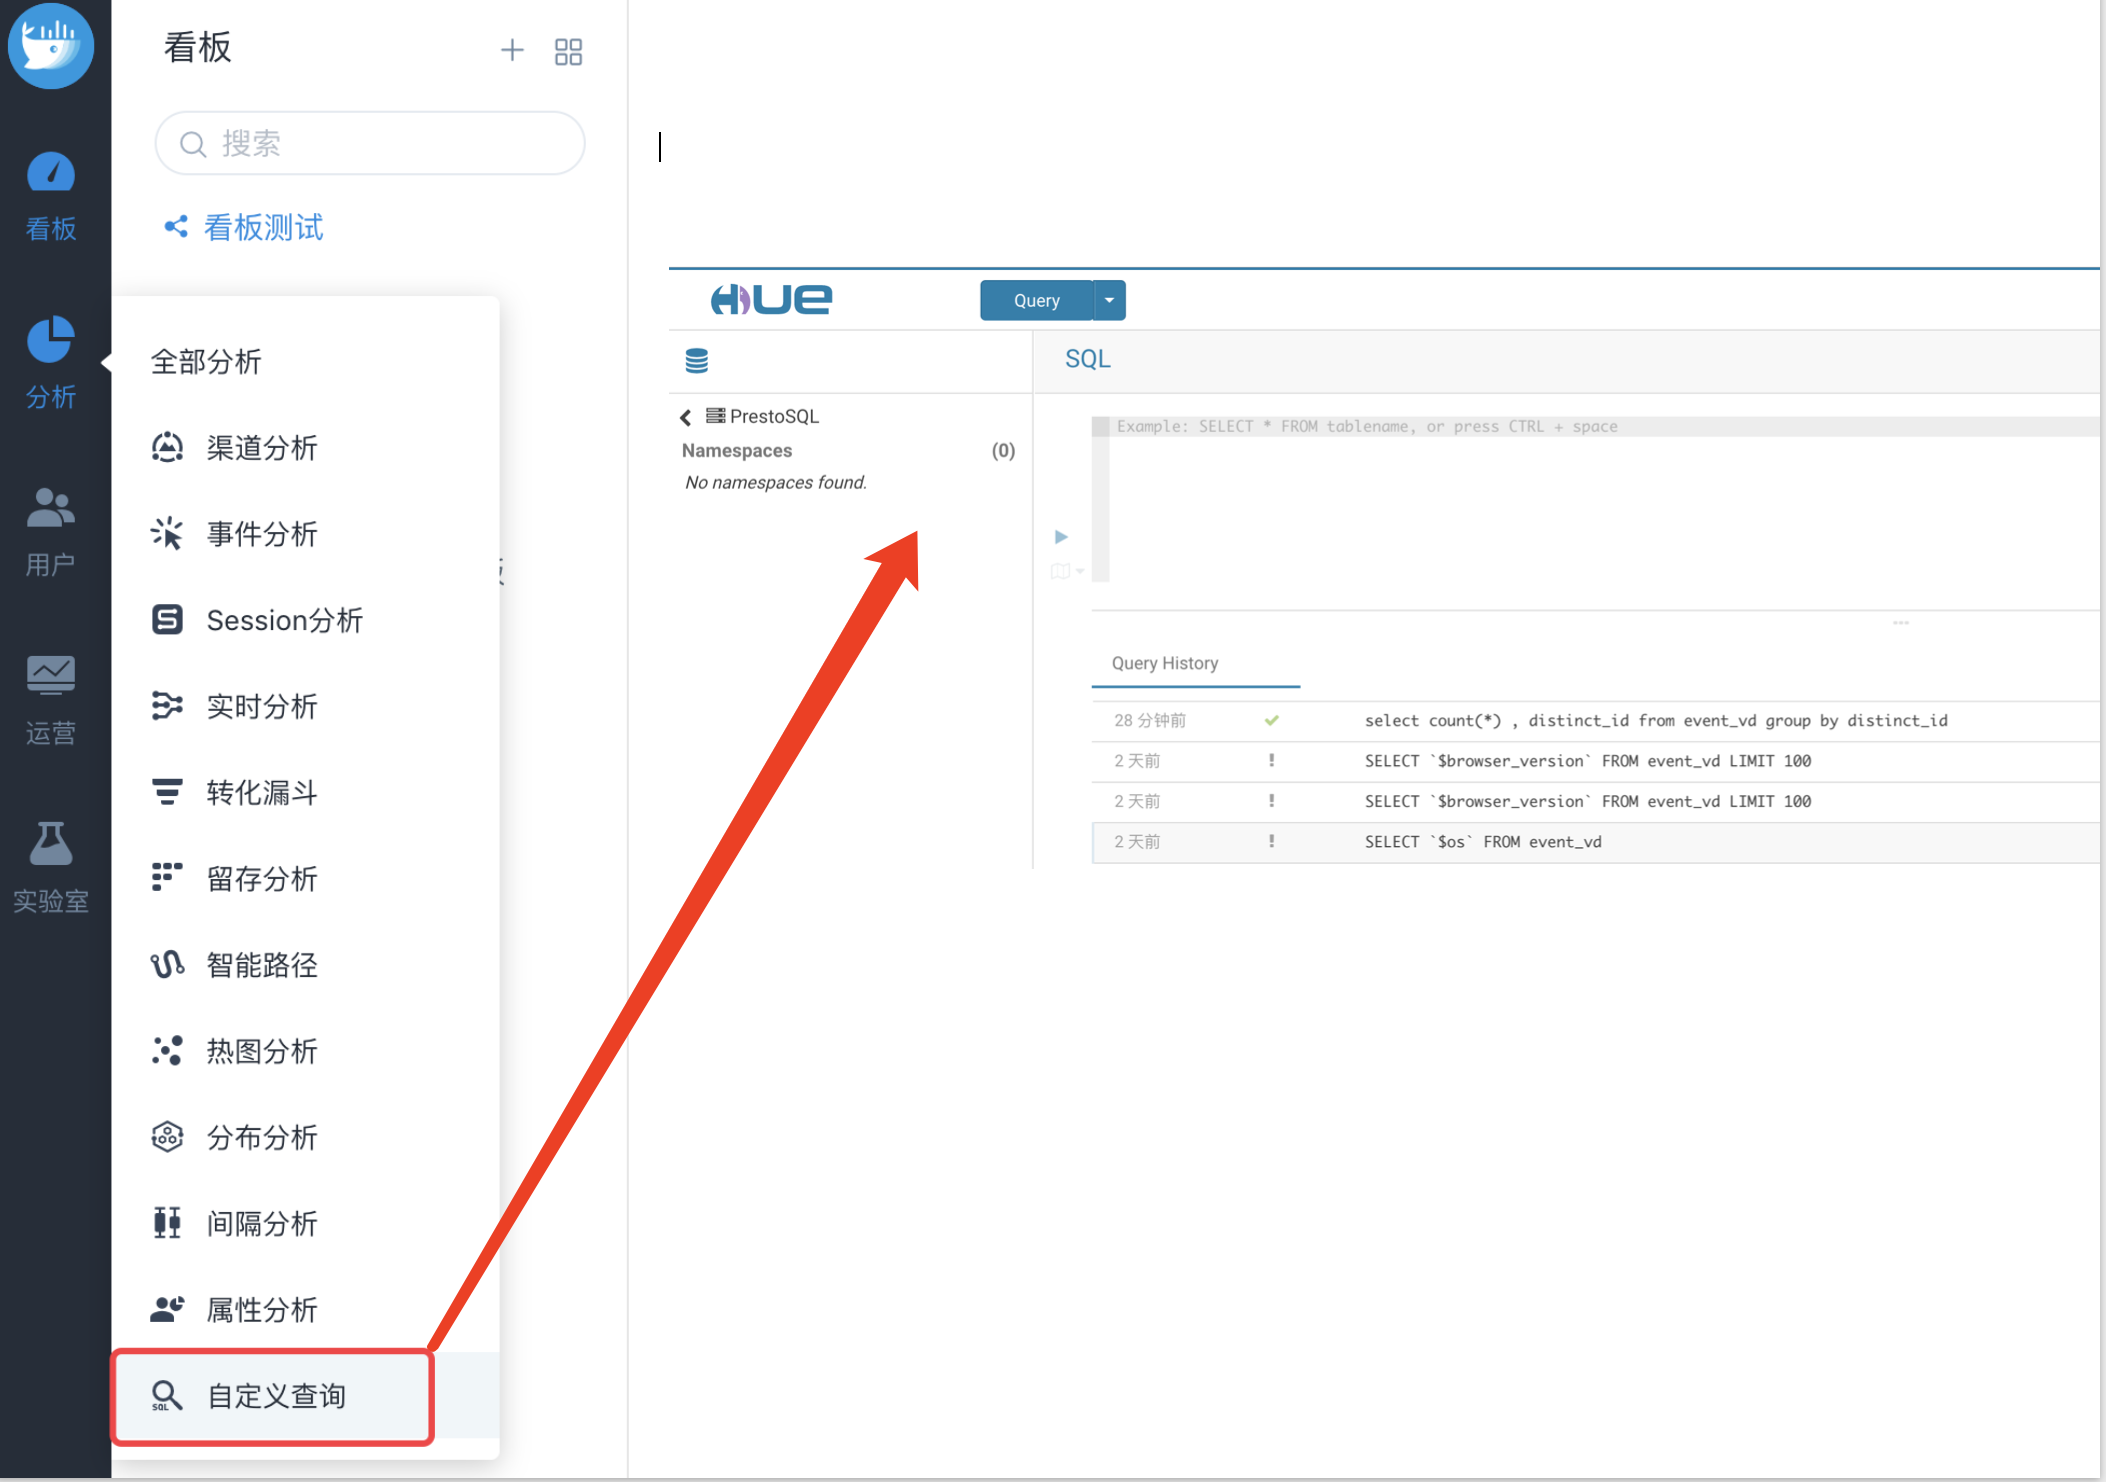 看板
搜索
看板测试
看板
分析
用户
运营
实验室
全部分析
渠道分析
事件分析
Session分析
实时分析
转化漏斗
留存分析
智能路径
热图分析
分布分析
间隔分析
属性分析
SQL 自定义查询
HUE
Query
SQL
PrestoSQL
Namespaces (0)
No namespaces found.
Example: SELECT * FROM tablename, or press CTRL + space
Query History
28 分钟前 select count(*) , distinct_id from event_vd group by distinct_id
2 天前 ! SELECT `$browser_version` FROM event_vd LIMIT 100
2 天前 ! SELECT `$browser_version` FROM event_vd LIMIT 100
2 天前 ! SELECT `$os` FROM event_vd